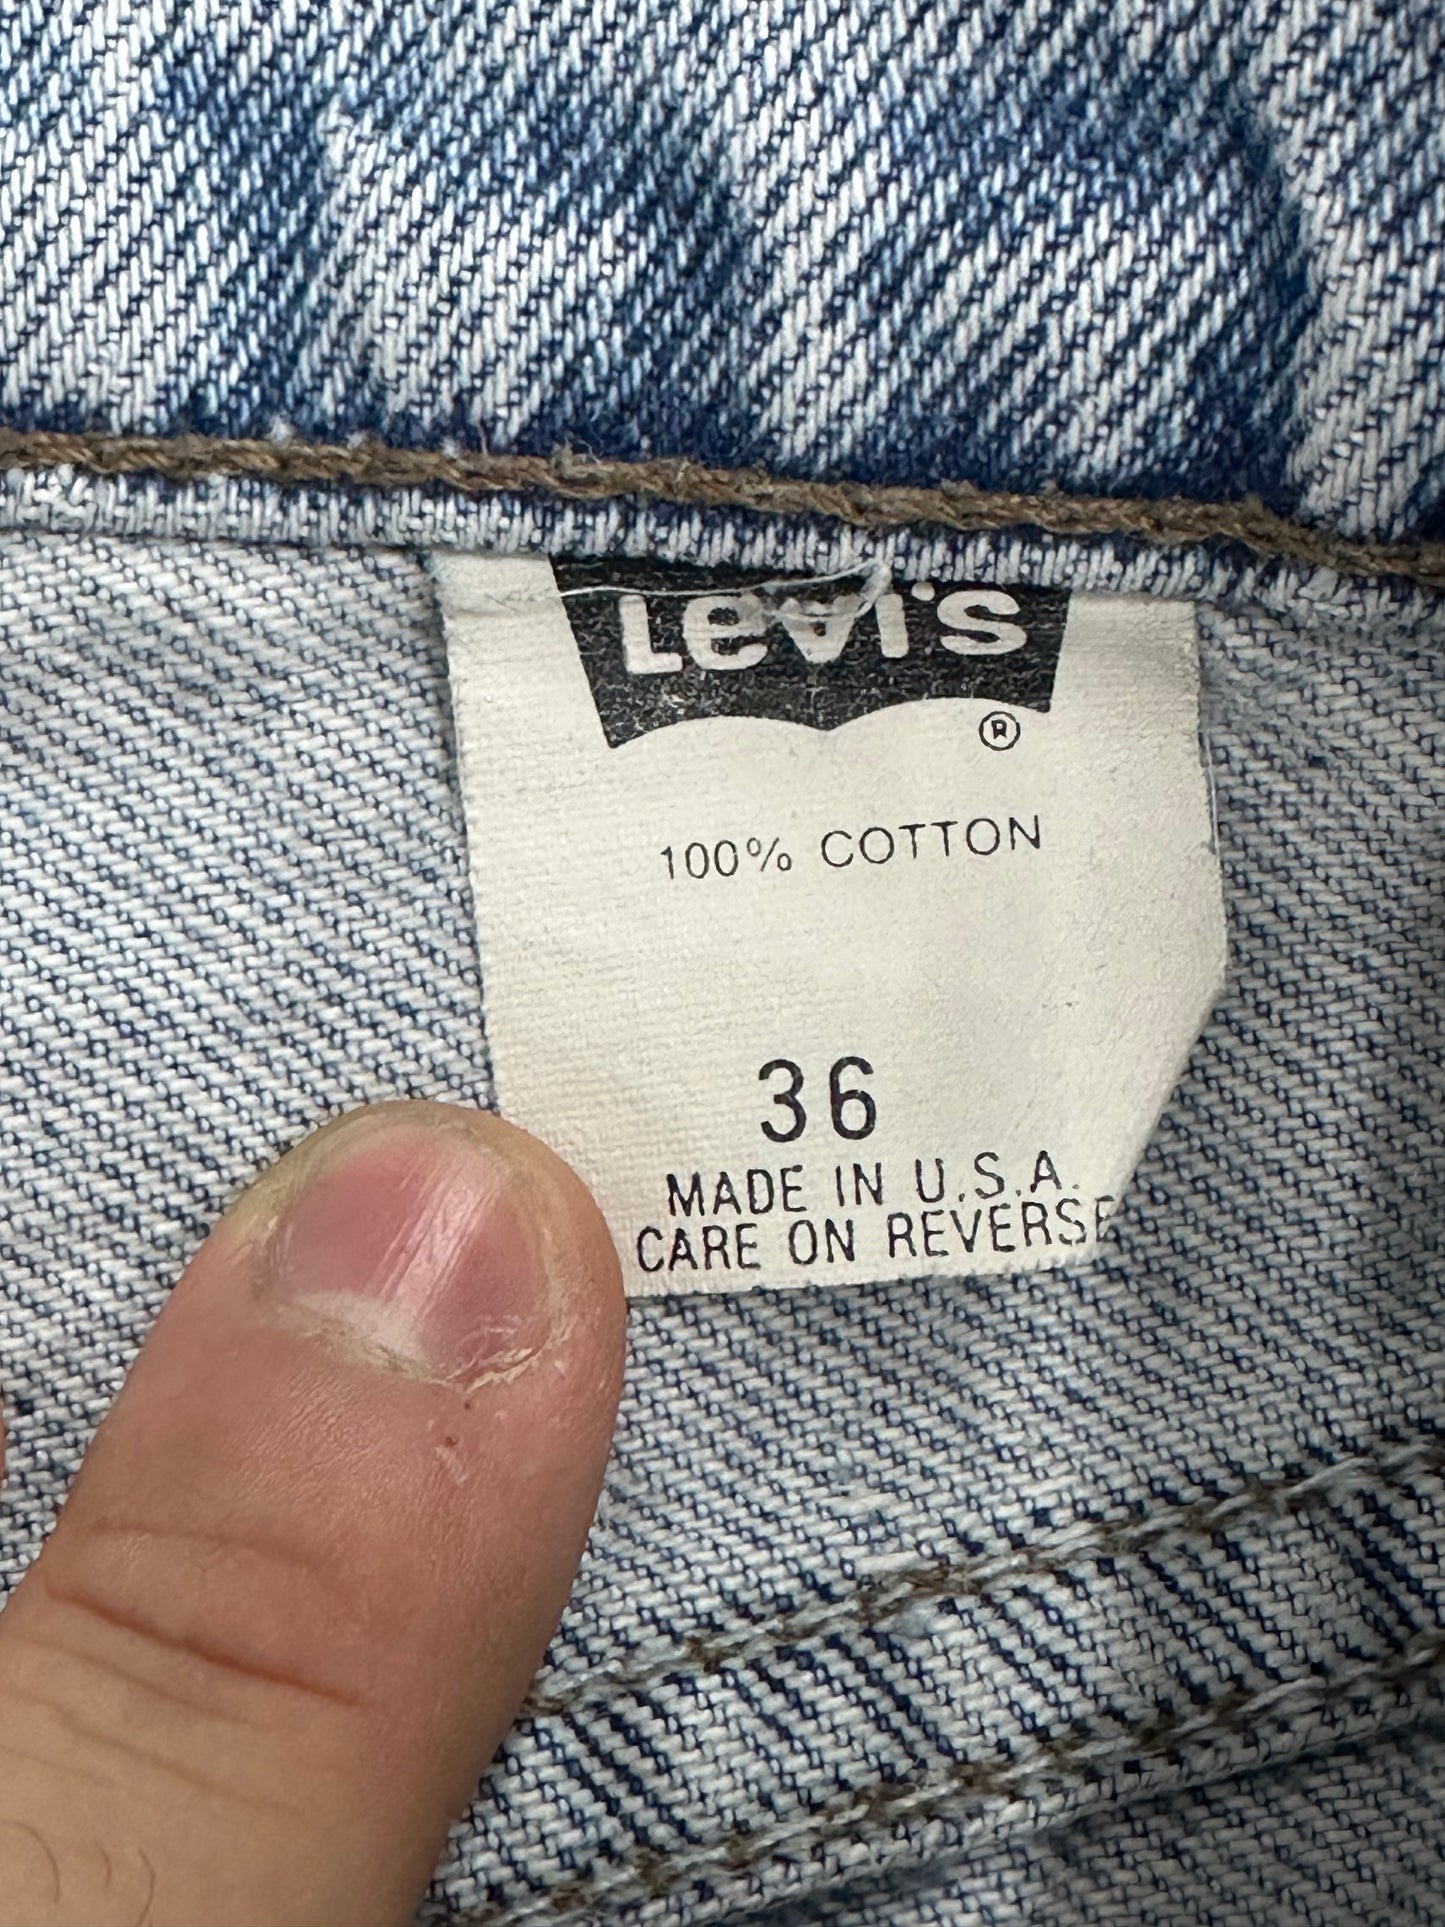 LEVI'S
®
100% COTTON
36
MADE IN U.S.A.
CARE ON REVERSE